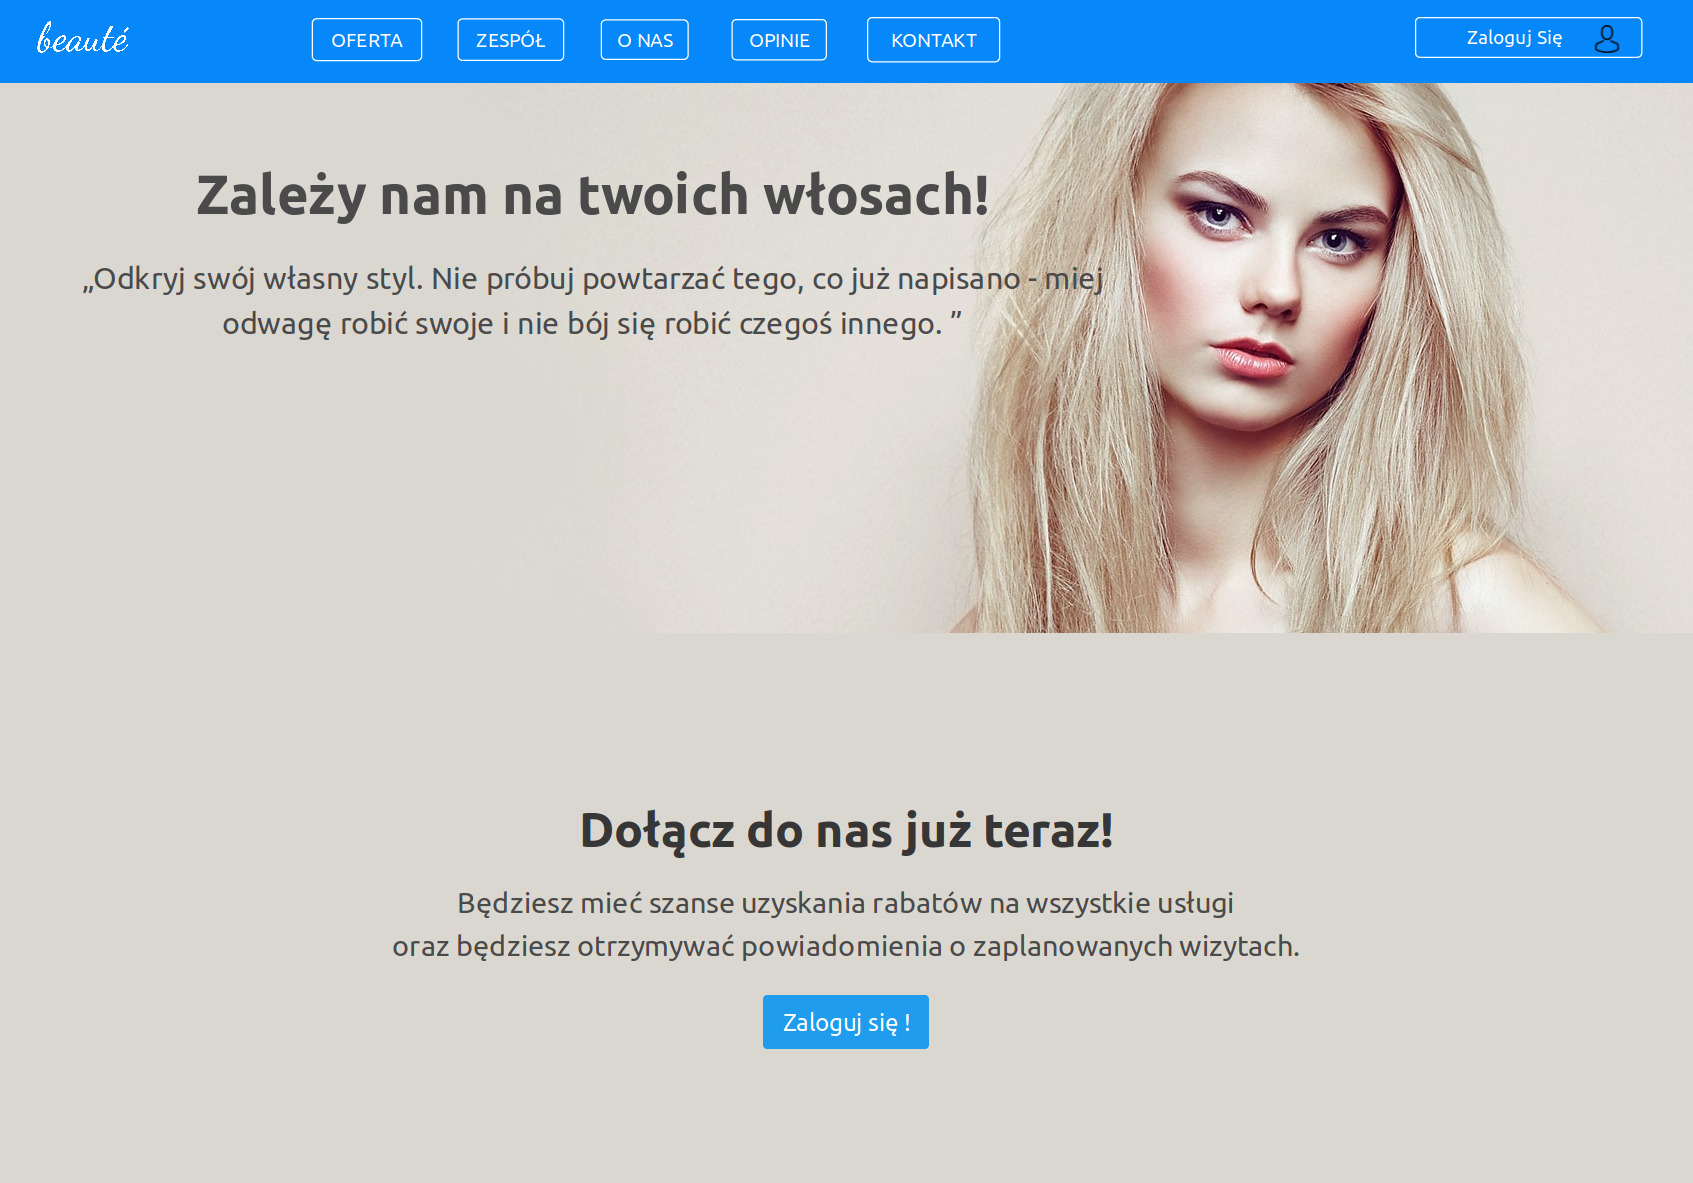 beauté
OFERTA
ZESPÓŁ
O NAS
OPINIE
KONTAKT
Zaloguj Się
Zależy nam na twoich włosach!
„Odkryj swój własny styl. Nie próbuj powtarzać tego, co już napisano - miej
odwagę robić swoje i nie bój się robić czegoś innego. ”
Dołącz do nas już teraz!
Będziesz mieć szanse uzyskania rabatów na wszystkie usługi
oraz będziesz otrzymywać powiadomienia o zaplanowanych wizytach.
Zaloguj się !